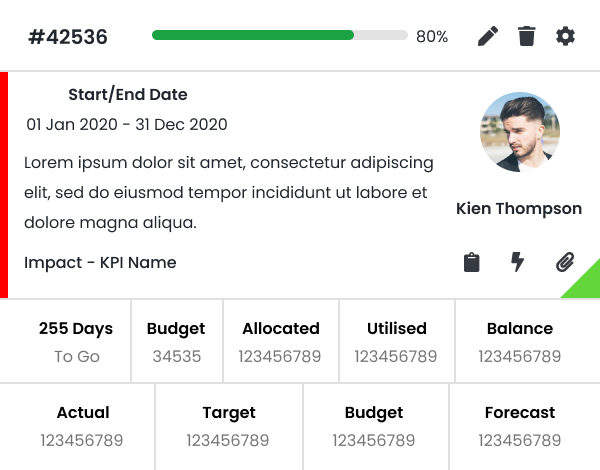 #42536
80%
Start/End Date
01 Jan 2020 - 31 Dec 2020
Lorem ipsum dolor sit amet, consectetur adipiscing
elit, sed do eiusmod tempor incididunt ut labore et
dolore magna aliqua.
Impact - KPI Name
Kien Thompson
255 Days
To Go
Budget
34535
Allocated
123456789
Utilised
123456789
Balance
123456789
Actual
123456789
Target
123456789
Budget
123456789
Forecast
123456789